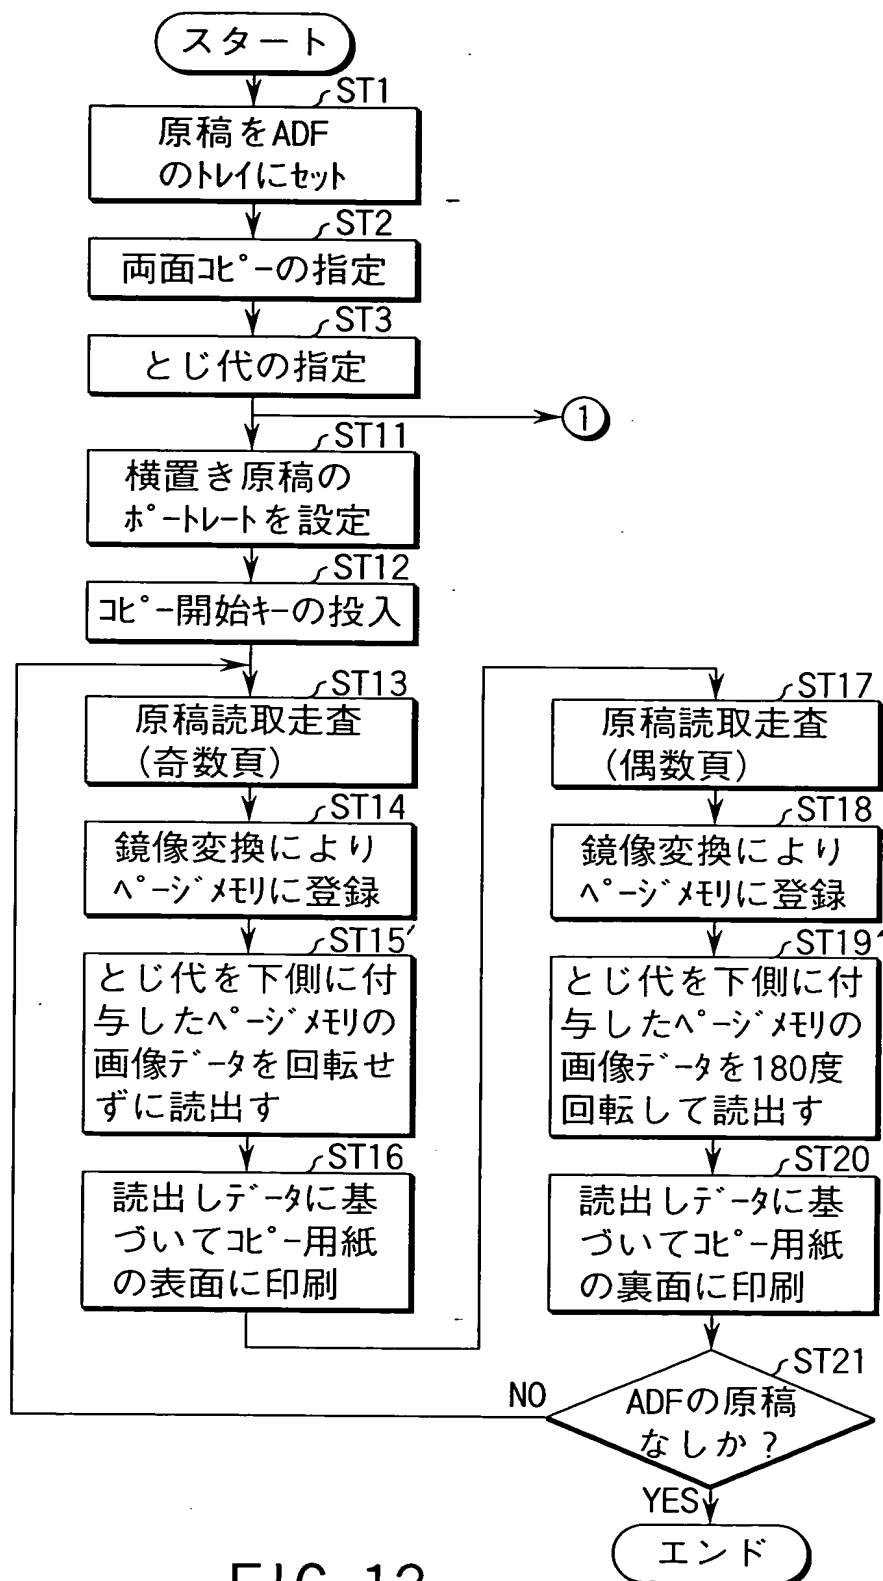 スタート
ST1
原稿をADF
のトレイにセット
ST2
両面コピーの指定
ST3
とじ代の指定
1
ST11
横置き原稿の
ポートレートを設定
ST12
コピー開始キーの投入
ST13
原稿読取走査
(奇数頁)
ST14
鏡像変換により
ページメモリに登録
ST15'
とじ代を下側に付
与したページメモリの
画像データを回転せ
ずに読出す
ST16
読出しデータに基
づいてコピー用紙
の表面に印刷
ST17
原稿読取走査
(偶数頁)
ST18
鏡像変換により
ページメモリに登録
ST19'
とじ代を下側に付
与したページメモリの
画像データを180度
回転して読出す
ST20
読出しデータに基
づいてコピー用紙
の裏面に印刷
ST21
ADFの原稿
なしか?
NO
YES
エンド